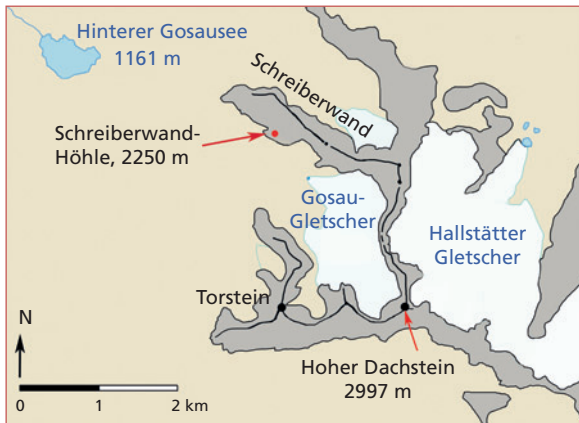 Hinterer Gosausee
1161 m
Schreiberwand
Schreiberwand-
Höhle, 2250 m
Gosau-
Gletscher
Hallstätter
Gletscher
Torstein
N
Hoher Dachstein
2997 m
0 1 2 km